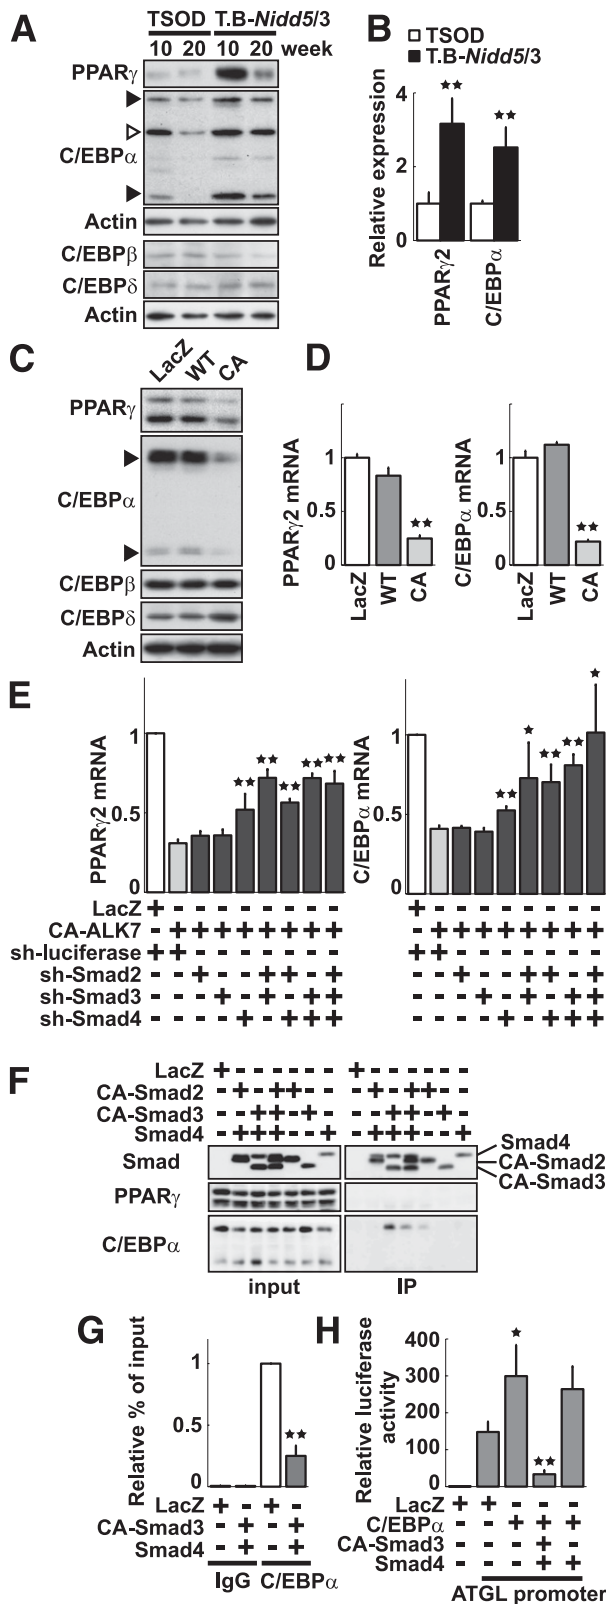 A
TSOD T.B-Nidd5/3
10 20 10 20 week
PPARγ
C/EBPα
Actin
C/EBPβ
C/EBPδ
Actin
B
TSOD
T.B-Nidd5/3
Relative expression
4
2
0
★★ ★★
PPARγ2 C/EBPα
C
LacZ WT CA
PPARγ
C/EBPα
C/EBPβ
C/EBPδ
Actin
D
PPARγ2 mRNA
1
0.5
0
★★
LacZ WT CA
C/EBPα mRNA
1
0.5
0
★★
LacZ WT CA
E
PPARγ2 mRNA
1
0.5
0
★★ ★★ ★★ ★★ ★★
C/EBPα mRNA
1
0.5
0
★★ ★ ★★ ★★ ★
LacZ + - - - - - - - - + - - - - - - - -
CA-ALK7 - + + + + + + + + - + + + + + + + +
sh-luciferase + + - - - - - - - + + - - - - - - -
sh-Smad2 - - + - - + + - + - - + - - + + - +
sh-Smad3 - - - + - + - + + - - - + - + - + +
sh-Smad4 - - - - + - + + + - - - - + - + + +
F
LacZ + - - - - - - + - - - - - -
CA-Smad2 - + - + + - - - + - + + - -
CA-Smad3 - - + + - + - - - + + - + -
Smad4 - + + + - - + - + + + - - +
Smad
Smad4
CA-Smad2
CA-Smad3
PPARγ
C/EBPα
input IP
G
Relative % of input
1
0.5
0
★★
LacZ + - + -
CA-Smad3 - + - +
Smad4 - + - +
IgG C/EBPα
H
Relative luciferase
activity
400
300
200
100
0
★
★★
LacZ + + - - -
C/EBPα - - + + +
CA-Smad3 - - - + -
Smad4 - - - + +
ATGL promoter